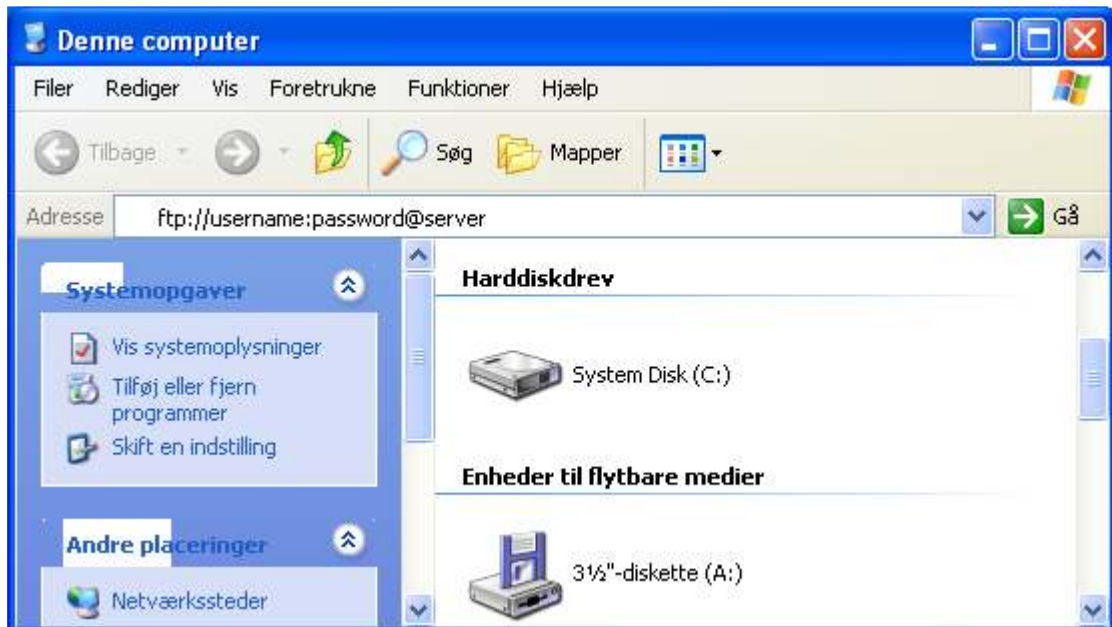 Denne computer
Filer Rediger Vis Foretrukne Funktioner Hjælp
Tilbage Søg Mapper
Adresse ftp://username:password@server Gå
Systemopgaver
Vis systemoplysninger
Tilføj eller fjern
programmer
Skift en indstilling
Andre placeringer
Netværkssteder
Harddiskdrev
System Disk (C:)
Enheder til flytbare medier
3½"-diskette (A:)